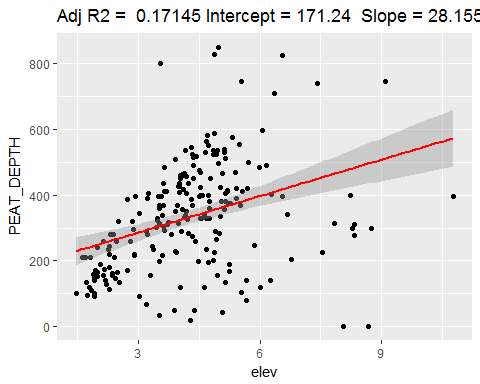 Adj R2 =  0.17145 Intercept = 171.24  Slope = 28.155
800
600
400
200
0
PEAT_DEPTH
3
6
9
elev